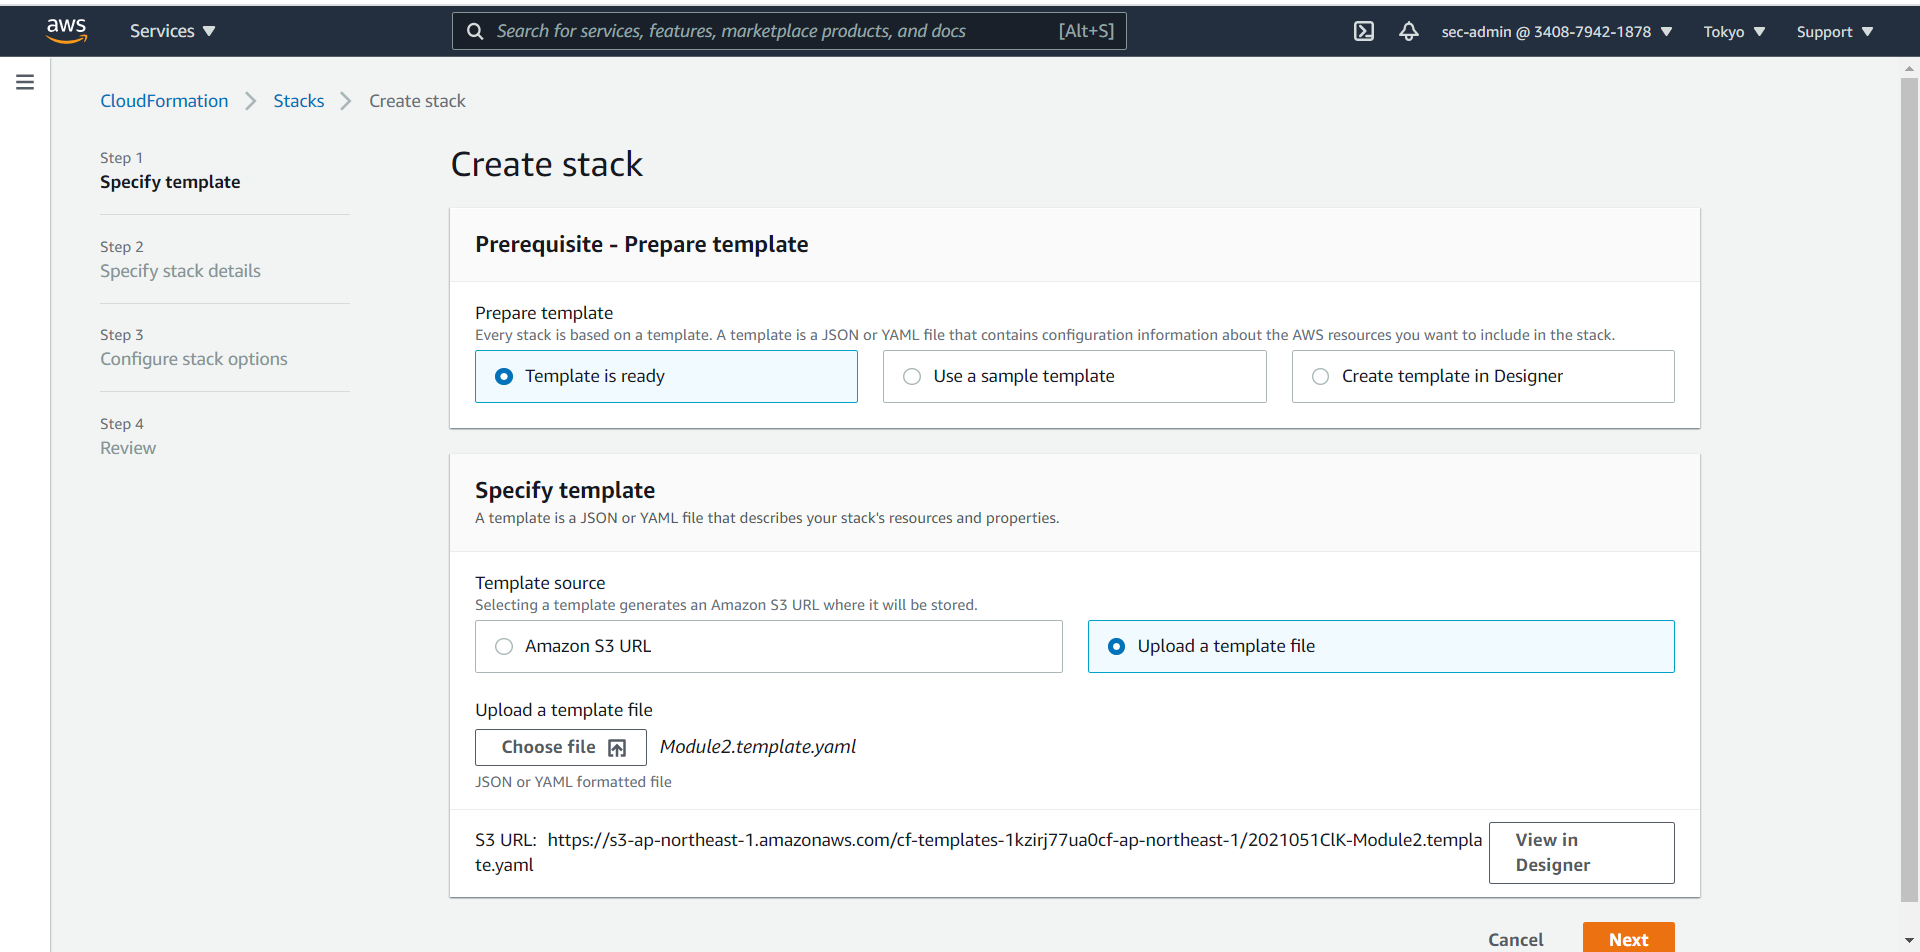 aws
Services
Search for services, features, marketplace products, and docs
[Alt+S]
sec-admin @ 3408-7942-1878
Tokyo
Support
CloudFormation
Stacks
Create stack
Step 1
Specify template
Step 2
Specify stack details
Step 3
Configure stack options
Step 4
Review
Create stack
Prerequisite - Prepare template
Prepare template
Every stack is based on a template. A template is a JSON or YAML file that contains configuration information about the AWS resources you want to include in the stack.
Template is ready
Use a sample template
Create template in Designer
Specify template
A template is a JSON or YAML file that describes your stack's resources and properties.
Template source
Selecting a template generates an Amazon S3 URL where it will be stored.
Amazon S3 URL
Upload a template file
Upload a template file
Choose file
Module2.template.yaml
JSON or YAML formatted file
S3 URL: https://s3-ap-northeast-1.amazonaws.com/cf-templates-1kzirj77ua0cf-ap-northeast-1/2021051ClK-Module2.templa
te.yaml
View in
Designer
Cancel
Next